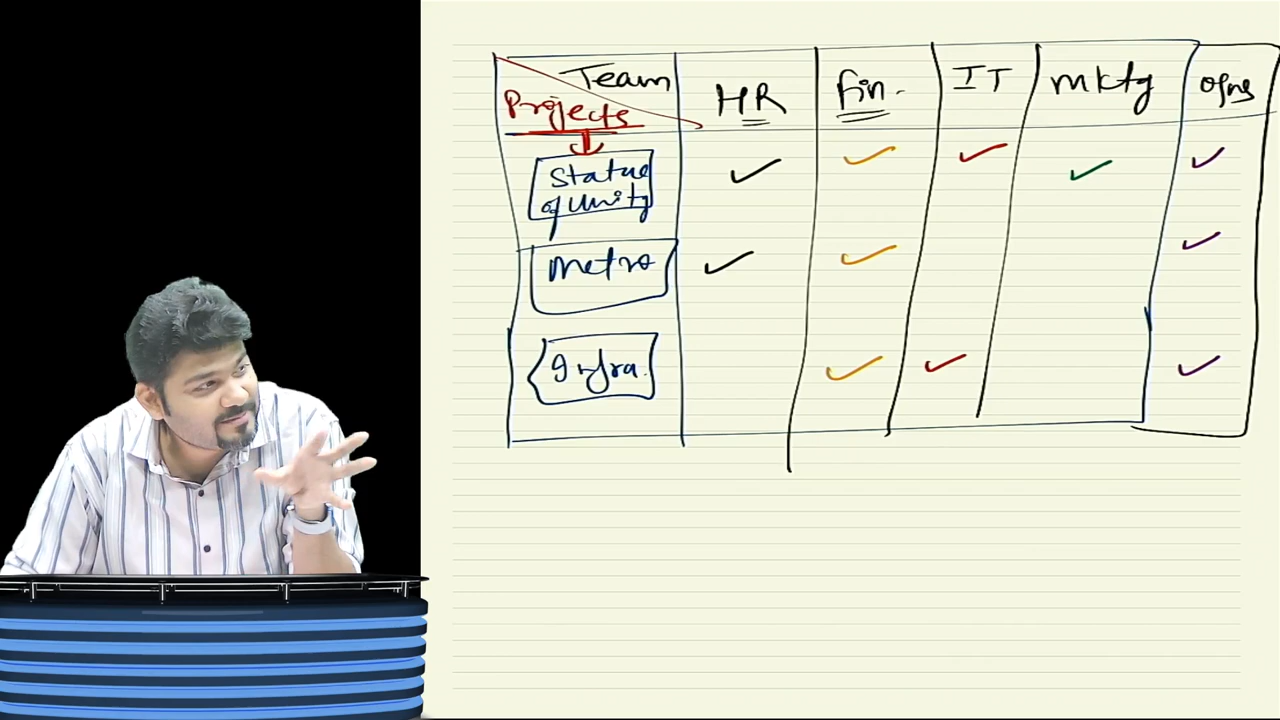 Team
Projects
HR
Fin.
IT
mktg
opns
Statue
of Unity
metro
Infra.